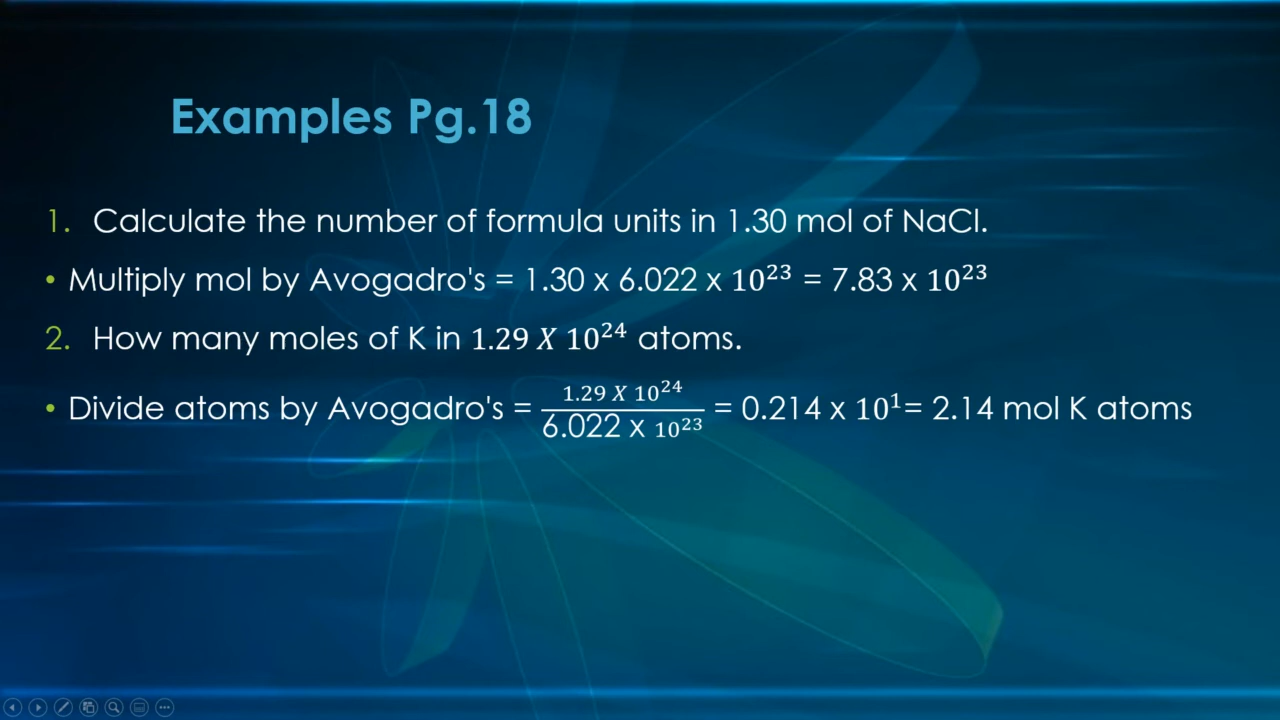 Examples Pg.18
1. Calculate the number of formula units in 1.30 mol of NaCl.
• Multiply mol by Avogadro's = 1.30 x 6.022 x 10²³ = 7.83 x 10²³
2. How many moles of K in 1.29 X 10²⁴ atoms.
• Divide atoms by Avogadro's = (1.29 X 10²⁴)/(6.022 x 10²³) = 0.214 x 10¹= 2.14 mol K atoms